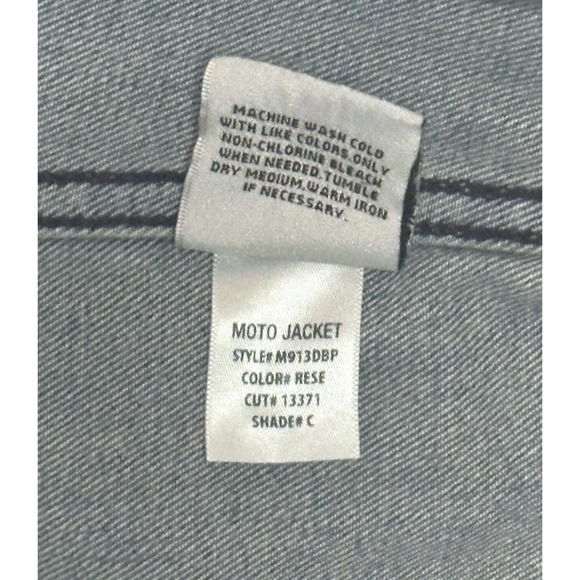 MACHINE WASH COLD
WITH LIKE COLORS.ONLY
NON-CHLORINE BLEACH
WHEN NEEDED.TUMBLE
DRY MEDIUM.WARM IRON
IF NECESSARY.
MOTO JACKET
STYLE# M913DBP
COLOR# RESE
CUT# 13371
SHADE# C